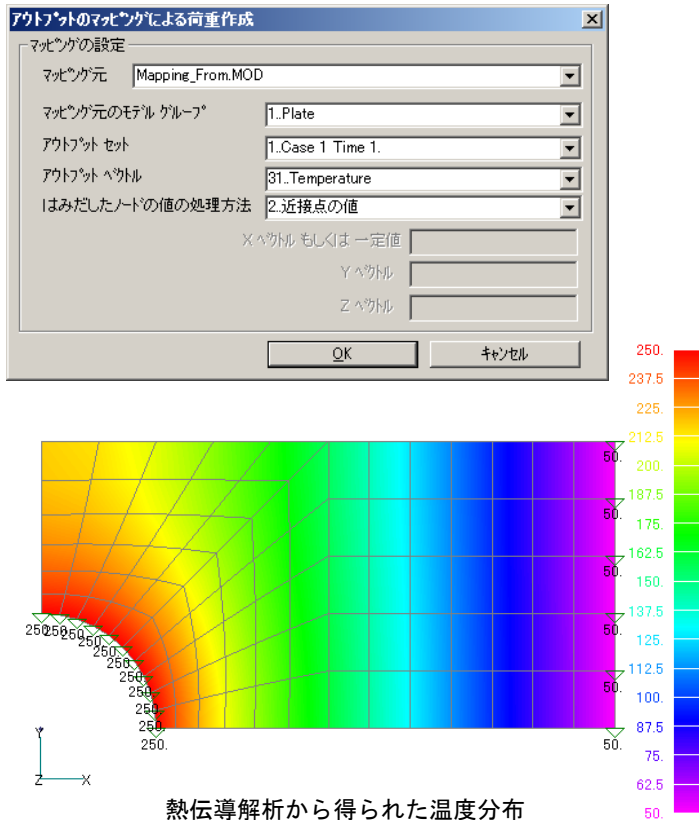 アウトプットのマッピングによる荷重作成
マッピングの設定
マッピング元 Mapping_From.MOD
マッピング元のモデル グループ 1..Plate
アウトプット セット 1..Case 1 Time 1.
アウトプット ベクトル 31..Temperature
はみだしたノードの値の処理方法 2..近接点の値
X ベクトル もしくは 一定値
Y ベクトル
Z ベクトル
OK キャンセル
250.
237.5
225.
212.5
200.
187.5
175.
162.5
150.
137.5
125.
112.5
100.
87.5
75.
62.5
50.
50.
50.
50.
50.
50.
50.
250.
250.
250.
250.
250.
250.
250.
250.
250.
250.
250.
Y
Z X
熱伝導解析から得られた温度分布